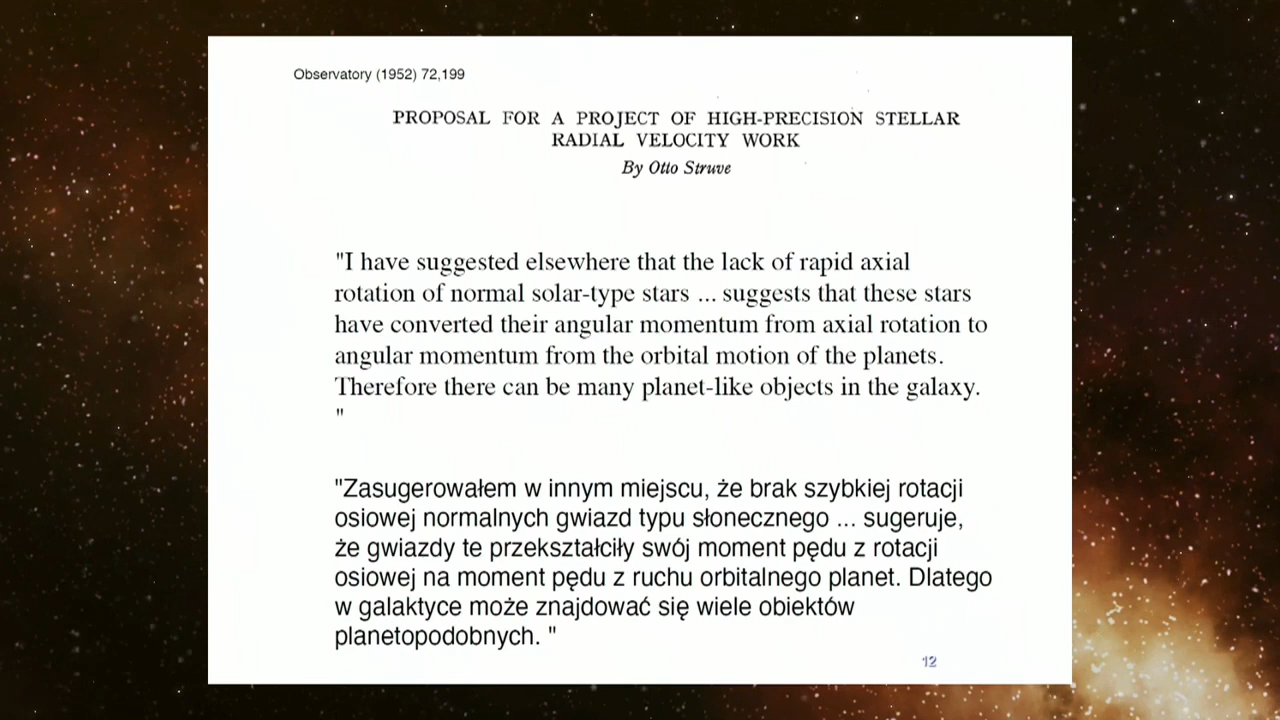 Observatory (1952) 72,199
PROPOSAL FOR A PROJECT OF HIGH-PRECISION STELLAR
RADIAL VELOCITY WORK
By Otto Struve
"I have suggested elsewhere that the lack of rapid axial
rotation of normal solar-type stars ... suggests that these stars
have converted their angular momentum from axial rotation to
angular momentum from the orbital motion of the planets.
Therefore there can be many planet-like objects in the galaxy.
"
"Zasugerowałem w innym miejscu, że brak szybkiej rotacji
osiowej normalnych gwiazd typu słonecznego ... sugeruje,
że gwiazdy te przekształciły swój moment pędu z rotacji
osiowej na moment pędu z ruchu orbitalnego planet. Dlatego
w galaktyce może znajdować się wiele obiektów
planetopodobnych. "
12